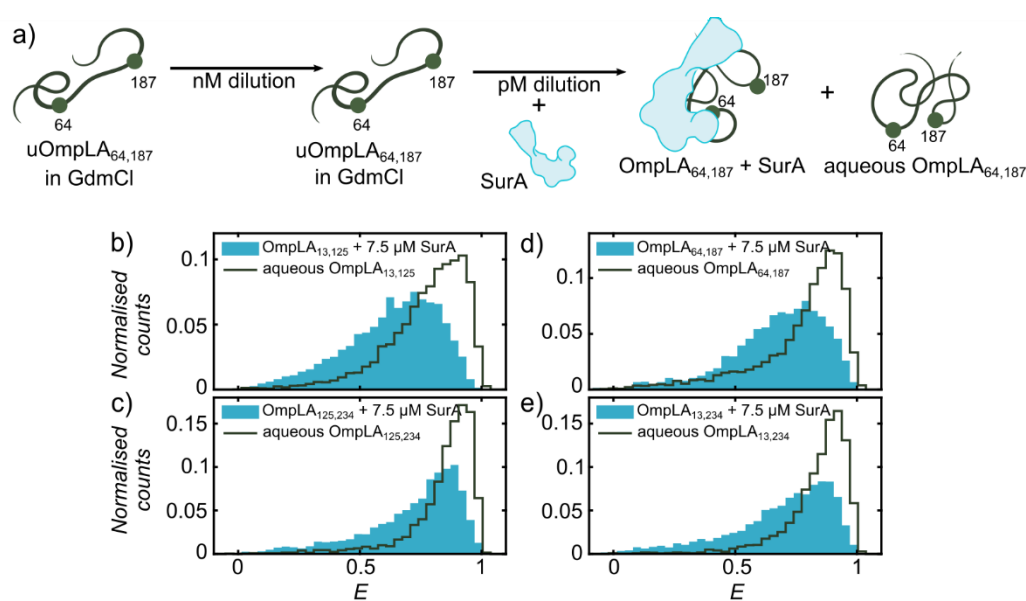 a)
187
64
uOmpLA64,187
in GdmCl
nM dilution
187
64
uOmpLA64,187
in GdmCl
pM dilution
+
SurA
64
187
OmpLA64,187 + SurA
+
64
187
aqueous OmpLA64,187
b)
OmpLA13,125 + 7.5 µM SurA
aqueous OmpLA13,125
0.1
0.05
0
Normalised
counts
d)
OmpLA64,187 + 7.5 µM SurA
aqueous OmpLA64,187
0.1
0.05
0
c)
OmpLA125,234 + 7.5 µM SurA
aqueous OmpLA125,234
0.15
0.1
0.05
0
Normalised
counts
0
0.5
1
E
e)
OmpLA13,234 + 7.5 µM SurA
aqueous OmpLA13,234
0.15
0.1
0.05
0
0
0.5
1
E